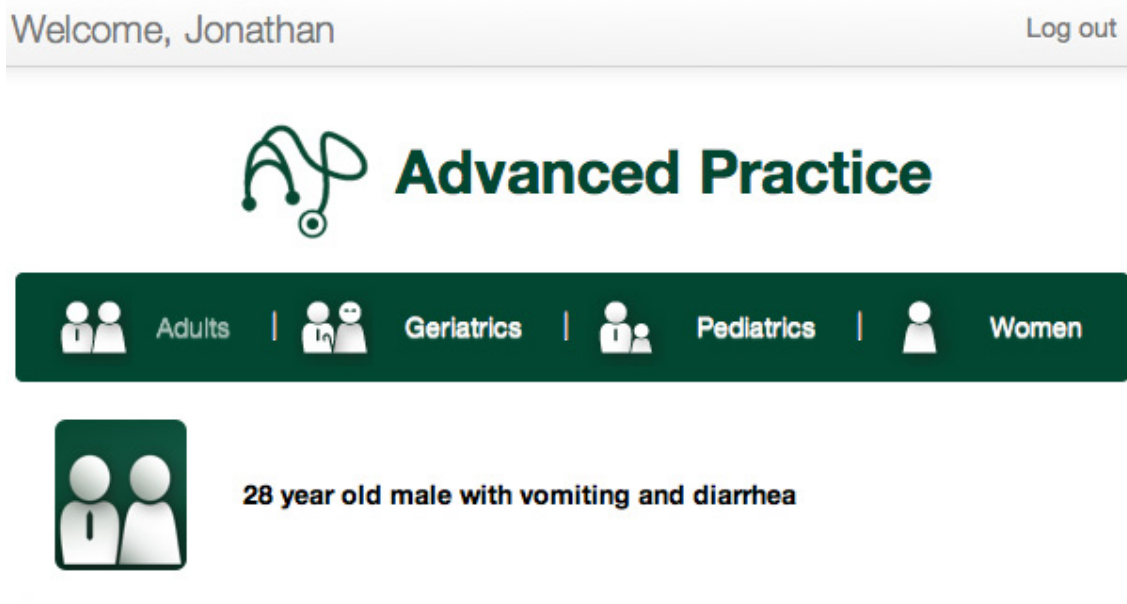 Welcome, Jonathan Log out
Advanced Practice
Adults | Geriatrics | Pediatrics | Women
28 year old male with vomiting and diarrhea